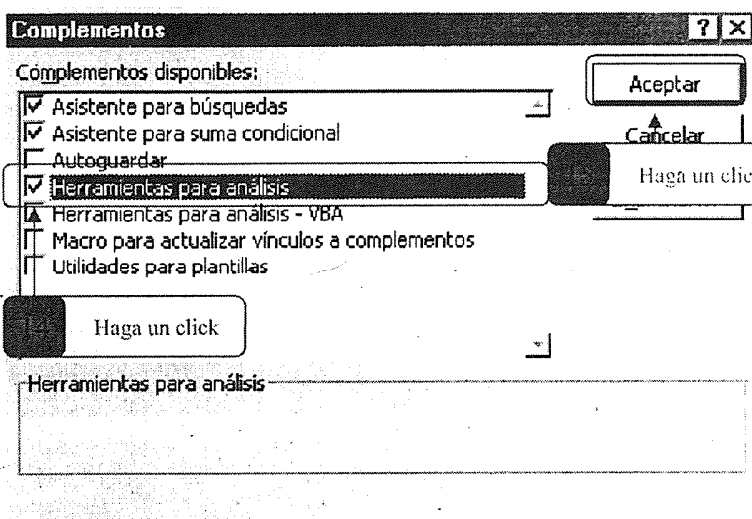 Complementos
Complementos disponibles:
Aceptar
Asistente para búsquedas
Asistente para suma condicional
Cancelar
Autoguardar
Herramientas para análisis
Haga un clic
Herramientas para análisis - VBA
Macro para actualizar vínculos a complementos
Utilidades para plantillas
14
Haga un click
Herramientas para análisis